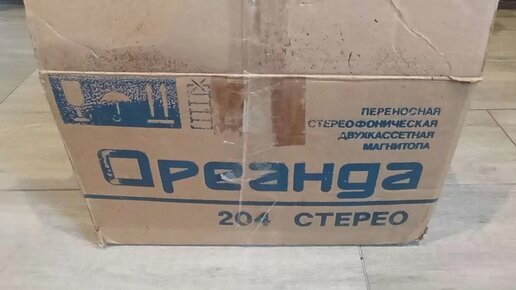 ПЕРЕНОСНАЯ
СТЕРЕОФОНИЧЕСКАЯ
ДВУХКАССЕТНАЯ
МАГНИТОЛА
Ореанда
204 СТЕРЕО